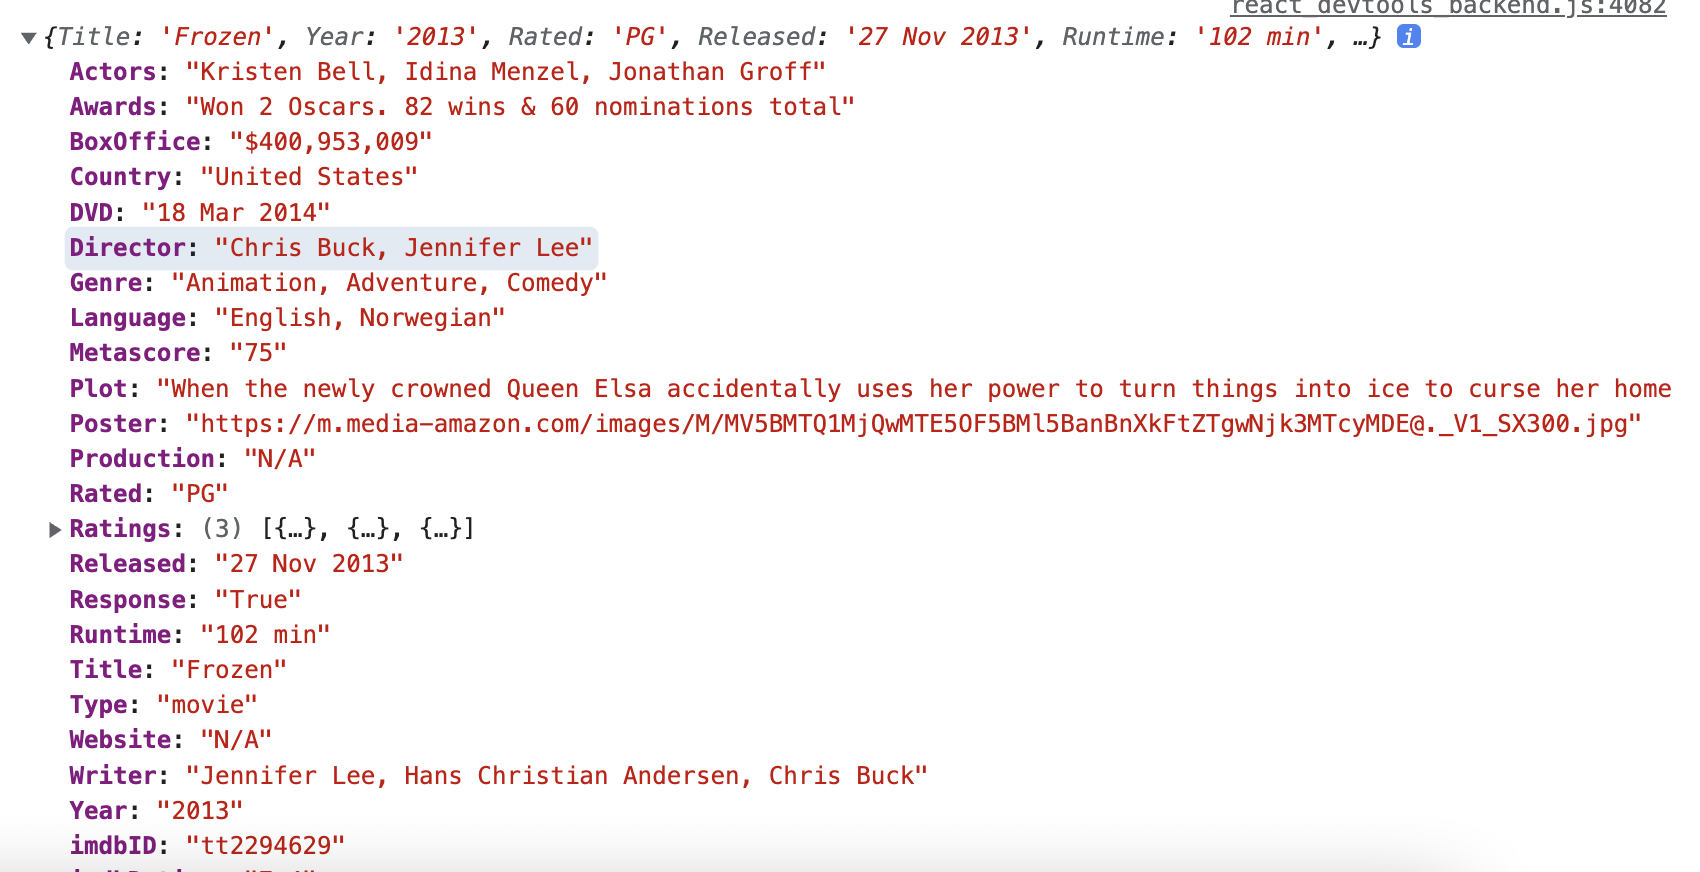 react_devtools_backend.js:4082
▼{Title: 'Frozen', Year: '2013', Rated: 'PG', Released: '27 Nov 2013', Runtime: '102 min', …} i
Actors: "Kristen Bell, Idina Menzel, Jonathan Groff"
Awards: "Won 2 Oscars. 82 wins & 60 nominations total"
BoxOffice: "$400,953,009"
Country: "United States"
DVD: "18 Mar 2014"
Director: "Chris Buck, Jennifer Lee"
Genre: "Animation, Adventure, Comedy"
Language: "English, Norwegian"
Metascore: "75"
Plot: "When the newly crowned Queen Elsa accidentally uses her power to turn things into ice to curse her home
Poster: "https://m.media-amazon.com/images/M/MV5BMTQ1MjQwMTE5OF5BMl5BanBnXkFtZTgwNjk3MTcyMDE@._V1_SX300.jpg"
Production: "N/A"
Rated: "PG"
▶Ratings: (3) [{…}, {…}, {…}]
Released: "27 Nov 2013"
Response: "True"
Runtime: "102 min"
Title: "Frozen"
Type: "movie"
Website: "N/A"
Writer: "Jennifer Lee, Hans Christian Andersen, Chris Buck"
Year: "2013"
imdbID: "tt2294629"